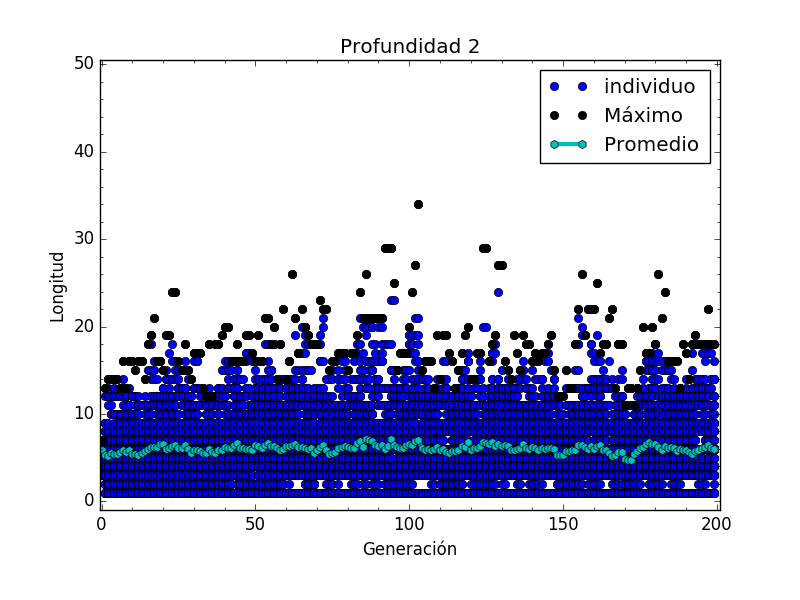 Profundidad 2
individuo
Máximo
Promedio
50
40
30
20
10
0
Longitud
0 50 100 150 200
Generación